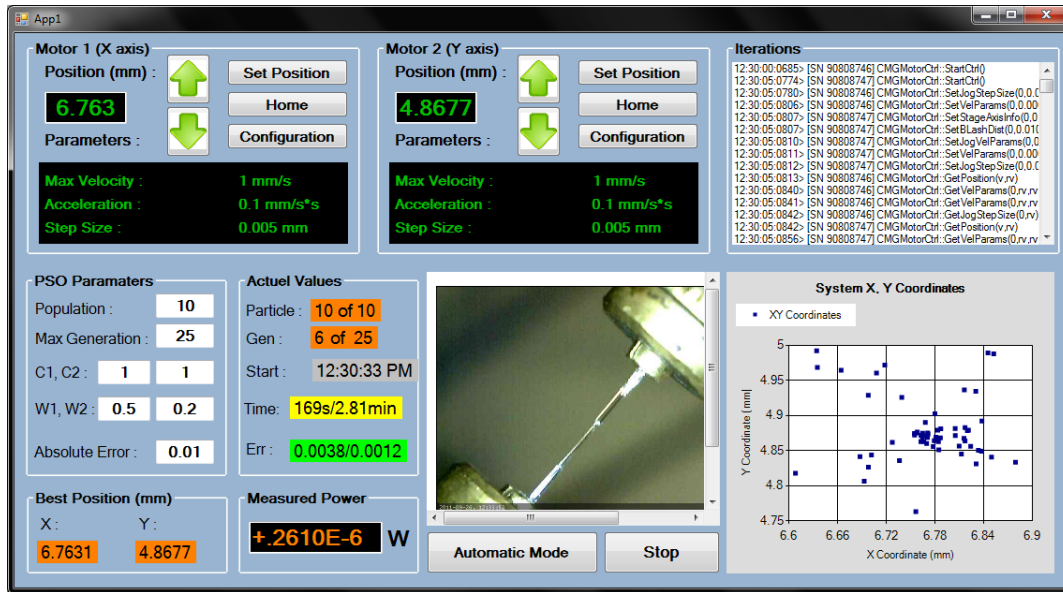 App1
Motor 1 (X axis)
Position (mm) :
6.763
Parameters :
Set Position
Home
Configuration
Max Velocity : 1 mm/s
Acceleration : 0.1 mm/s*s
Step Size : 0.005 mm
Motor 2 (Y axis)
Position (mm) :
4.8677
Parameters :
Set Position
Home
Configuration
Max Velocity : 1 mm/s
Acceleration : 0.1 mm/s*s
Step Size : 0.005 mm
Iterations
12:30:00:0685> [SN 90808746] CMGMotorCtrl::StartCtrl()
12:30:05:0774> [SN 90808747] CMGMotorCtrl::StartCtrl()
12:30:05:0780> [SN 90808746] CMGMotorCtrl::SetJogStepSize(0,0.0
12:30:05:0806> [SN 90808746] CMGMotorCtrl::SetVelParams(0,0.00
12:30:05:0807> [SN 90808746] CMGMotorCtrl::SetStageAxisInfo(0,0
12:30:05:0807> [SN 90808746] CMGMotorCtrl::SetBLashDist(0,0.010
12:30:05:0810> [SN 90808747] CMGMotorCtrl::SetJogVelParams(0,0
12:30:05:0811> [SN 90808747] CMGMotorCtrl::SetVelParams(0,0.00
12:30:05:0812> [SN 90808747] CMGMotorCtrl::SetJogStepSize(0,0.0
12:30:05:0813> [SN 90808746] CMGMotorCtrl::GetPosition(v,rv)
12:30:05:0840> [SN 90808746] CMGMotorCtrl::GetVelParams(0,rv,rv
12:30:05:0841> [SN 90808746] CMGMotorCtrl::GetVelParams(0,rv,rv
12:30:05:0842> [SN 90808746] CMGMotorCtrl::GetJogStepSize(0,rv)
12:30:05:0842> [SN 90808747] CMGMotorCtrl::GetPosition(v,rv)
12:30:05:0856> [SN 90808747] CMGMotorCtrl::GetVelParams(0,rv,rv
PSO Paramaters
Population : 10
Max Generation : 25
C1, C2 : 1 1
W1, W2 : 0.5 0.2
Absolute Error : 0.01
Actuel Values
Particle : 10 of 10
Gen : 6 of 25
Start : 12:30:33 PM
Time: 169s/2.81min
Err : 0.0038/0.0012
Best Position (mm)
X : Y :
6.7631 4.8677
Measured Power
+.2610E-6 W
Automatic Mode
Stop
System X, Y Coordinates
XY Coordinates
Y Coordinate (mm)
5
4.95
4.9
4.85
4.8
4.75
6.6 6.66 6.72 6.78 6.84 6.9
X Coordinate (mm)